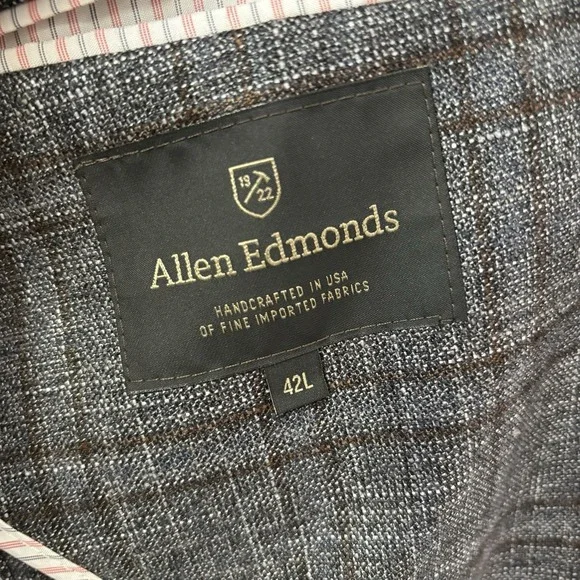 19
22
Allen Edmonds
HANDCRAFTED IN USA
OF FINE IMPORTED FABRICS
42L